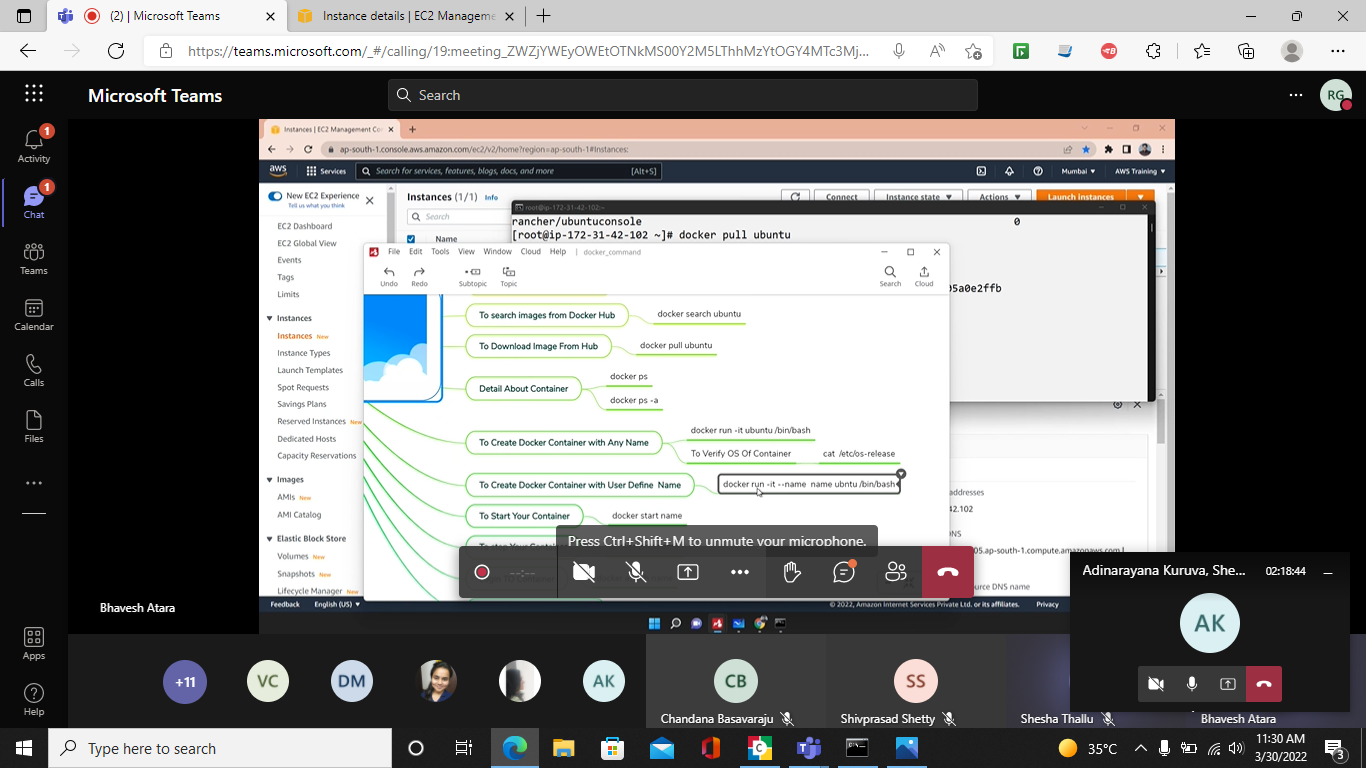 (2) | Microsoft Teams
Instance details | EC2 Manageme
https://teams.microsoft.com/_#/calling/19:meeting_ZWZjYWEyOWEtOTNkMS00Y2M5LThhMzYtOGY4MTc3Mj...
Microsoft Teams
Search
RG
1
Activity
1
Chat
Teams
Calendar
Calls
Files
Apps
Help
Instances | EC2 Management Co
ap-south-1.console.aws.amazon.com/ec2/v2/home?region=ap-south-1#Instances:
aws
Services
Search for services, features, blogs, docs, and more
[Alt+S]
Mumbai
AWS Training
New EC2 Experience
Tell us what you think
EC2 Dashboard
EC2 Global View
Events
Tags
Limits
Instances
Instances New
Instance Types
Launch Templates
Spot Requests
Savings Plans
Reserved Instances New
Dedicated Hosts
Capacity Reservations
Images
AMIs New
AMI Catalog
Elastic Block Store
Volumes New
Snapshots New
Lifecycle Manager New
Instances (1/1) Info
Connect
Instance state
Actions
Launch instances
Search
Name
root@ip-172-31-42-102:~
rancher/ubuntuconsole 0
[root@ip-172-31-42-102 ~]# docker pull ubuntu
05a0e2ffb
File Edit Tools View Window Cloud Help | docker_command
Undo
Redo
Subtopic
Topic
Search
Cloud
To search images from Docker Hub
docker search ubuntu
To Download Image From Hub
docker pull ubuntu
Detail About Container
docker ps
docker ps -a
To Create Docker Container with Any Name
docker run -it ubuntu /bin/bash
To Verify OS Of Container
cat /etc/os-release
To Create Docker Container with User Define Name
docker run -it --name name ubntu /bin/bash
To Start Your Container
docker start name
Press Ctrl+Shift+M to unmute your microphone.
--:--
addresses
42.102
NS
05.ap-south-1.compute.amazonaws.com |
urce DNS name
Feedback
English (US)
© 2022, Amazon Internet Services Private Ltd. or its affiliates.
Privacy
Bhavesh Atara
Adinarayana Kuruva, She...
02:18:44
AK
+11
VC
DM
AK
CB
Chandana Basavaraju
SS
Shivprasad Shetty
Shesha Thallu
Bhavesh Atara
Type here to search
35°C
11:30 AM
3/30/2022
3